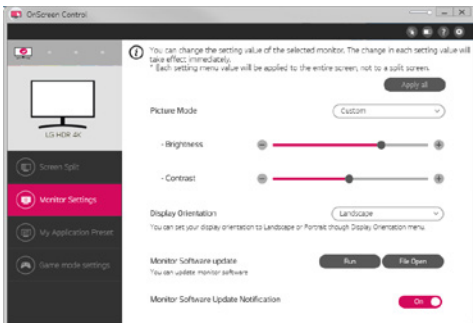 OnScreen Control
You can change the setting value of the selected monitor. The change in each setting value will
take effect immediately.
* Each setting menu value will be applied to the entire screen; not to a split screen.
Apply all
LG HDR 4K
Screen Split
Monitor Settings
My Application Preset
Game mode settings
Picture Mode
Custom
- Brightness
- Contrast
Display Orientation
Landscape
You can set your display orientation to Landscape or Portrait though Display Orientation menu.
Monitor Software update
Run
File Open
You can update monitor software
Monitor Software Update Notification
On